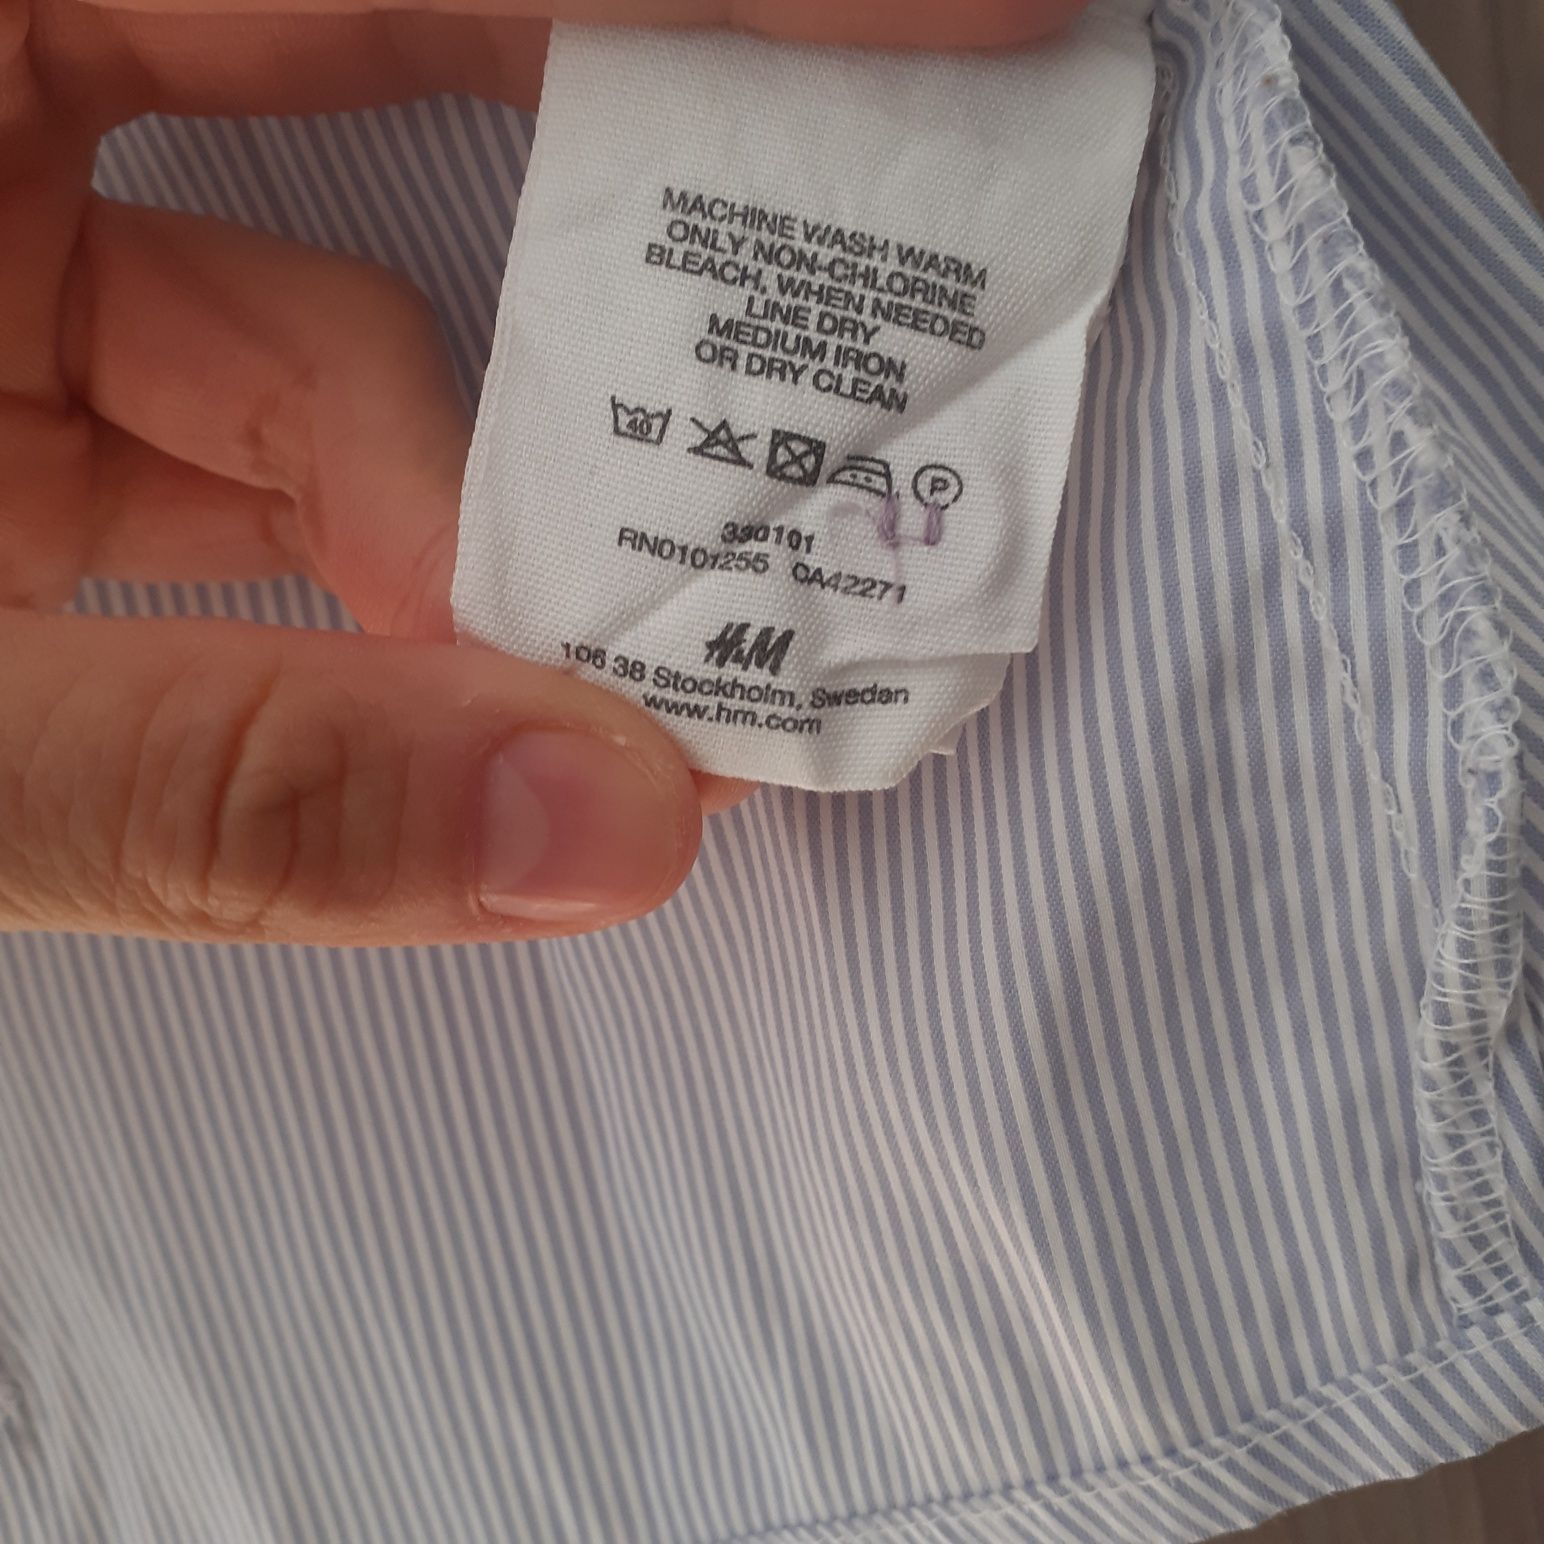 MACHINE WASH WARM
ONLY NON-CHLORINE
BLEACH, WHEN NEEDED
LINE DRY
MEDIUM IRON
OR DRY CLEAN
40 P
390101
RN0101255 CA42271
H&M
106 38 Stockholm, Sweden
www.hm.com